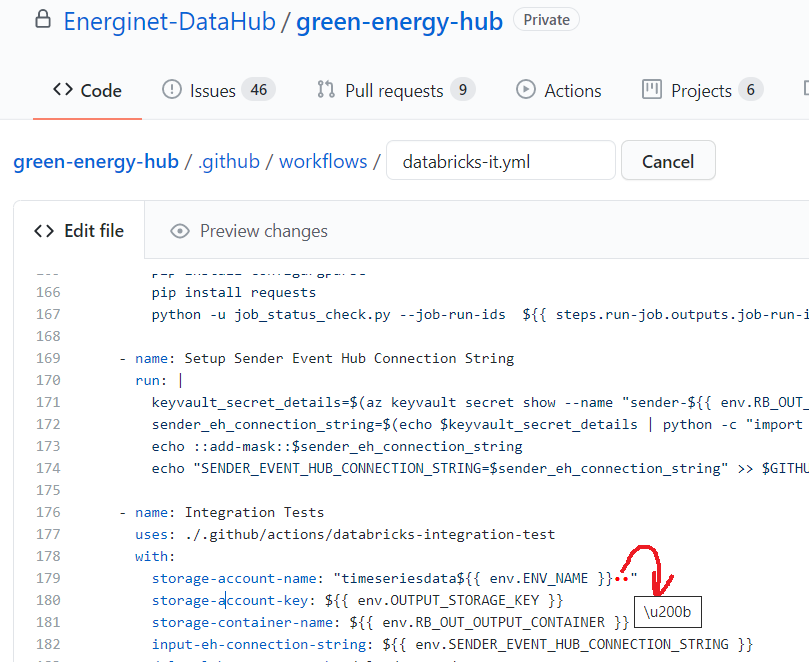 Energinet-DataHub / green-energy-hub Private
Code Issues 46 Pull requests 9 Actions Projects 6
green-energy-hub / .github / workflows / databricks-it.yml Cancel
Edit file Preview changes
166 pip install requests
167 python -u job_status_check.py --job-run-ids ${{ steps.run-job.outputs.job-run-i
168
169 - name: Setup Sender Event Hub Connection String
170 run: |
171 keyvault_secret_details=$(az keyvault secret show --name "sender-${{ env.RB_OUT_
172 sender_eh_connection_string=$(echo $keyvault_secret_details | python -c "import
173 echo ::add-mask::$sender_eh_connection_string
174 echo "SENDER_EVENT_HUB_CONNECTION_STRING=$sender_eh_connection_string" >> $GITHU
175
176 - name: Integration Tests
177 uses: ./.github/actions/databricks-integration-test
178 with:
179 storage-account-name: "timeseriesdata${{ env.ENV_NAME }}••"
180 storage-account-key: ${{ env.OUTPUT_STORAGE_KEY }}
181 storage-container-name: ${{ env.RB_OUT_OUTPUT_CONTAINER }} \u200b
182 input-eh-connection-string: ${{ env.SENDER_EVENT_HUB_CONNECTION_STRING }}